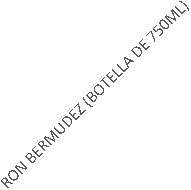 RON BERMUDEZ (BOTELLA DE 750ML)